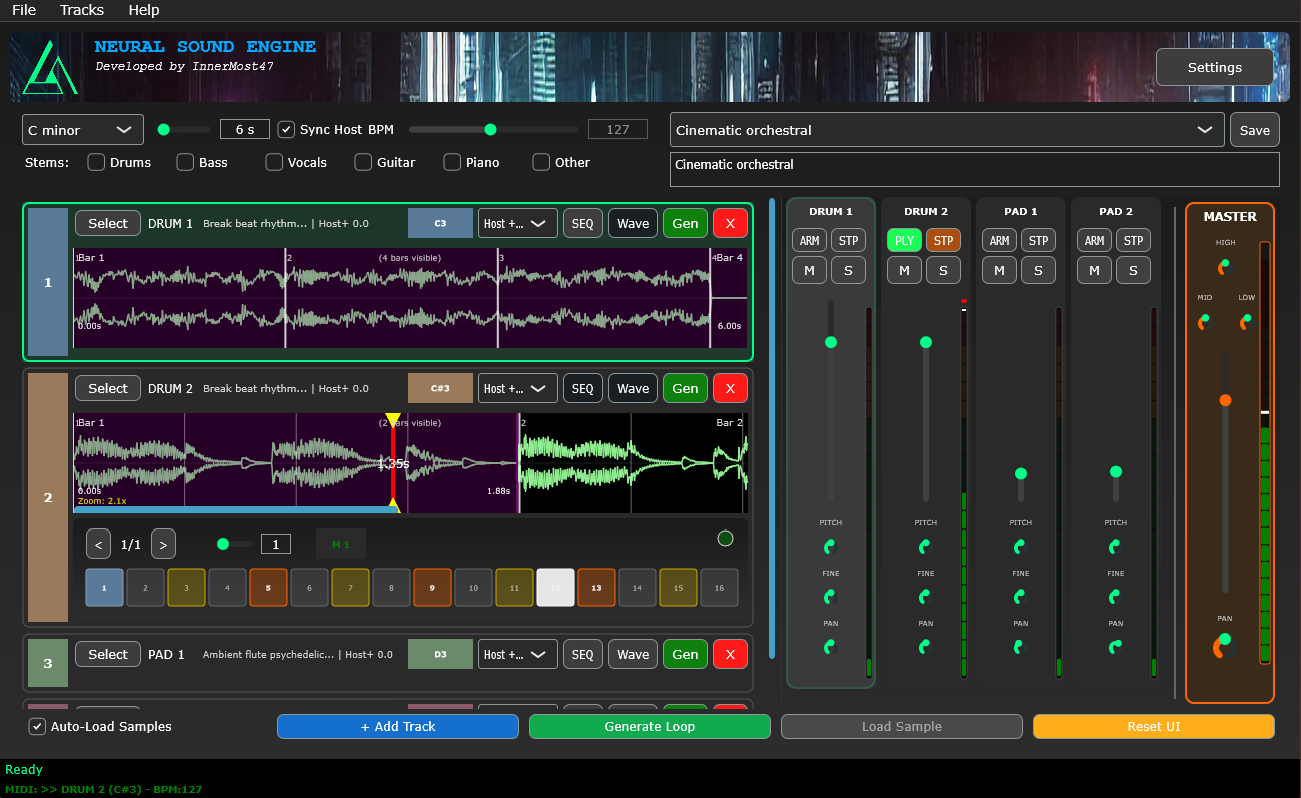 File Tracks Help
NEURAL SOUND ENGINE
Developed by InnerMost47
Settings
C minor 6 s Sync Host BPM 127 Cinematic orchestral Save
Stems: Drums Bass Vocals Guitar Piano Other Cinematic orchestral
Select DRUM 1 Break beat rhythm... | Host+ 0.0 C3 Host +... SEQ Wave Gen X
1
Bar 1 2 (4 bars visible) 3 4 Bar 4
0.00s 6.00s
Select DRUM 2 Break beat rhythm... | Host+ 0.0 C#3 Host +... SEQ Wave Gen X
2
Bar 1 (2 bars visible) 2 Bar 2
1.35s
0.00s 1.88s
Zoom: 2.1x
< 1/1 > 1 M 1
1 2 3 4 5 6 7 8 9 10 11 12 13 14 15 16
Select PAD 1 Ambient flute psychedelic... | Host+ 0.0 D3 Host +... SEQ Wave Gen X
3
DRUM 1 DRUM 2 PAD 1 PAD 2
ARM STP PLY STP ARM STP ARM STP
M S M S M S M S
PITCH PITCH PITCH PITCH
FINE FINE FINE FINE
PAN PAN PAN PAN
MASTER
HIGH
MID LOW
PAN
Auto-Load Samples + Add Track Generate Loop Load Sample Reset UI
Ready
MIDI: >> DRUM 2 (C#3) - BPM:127